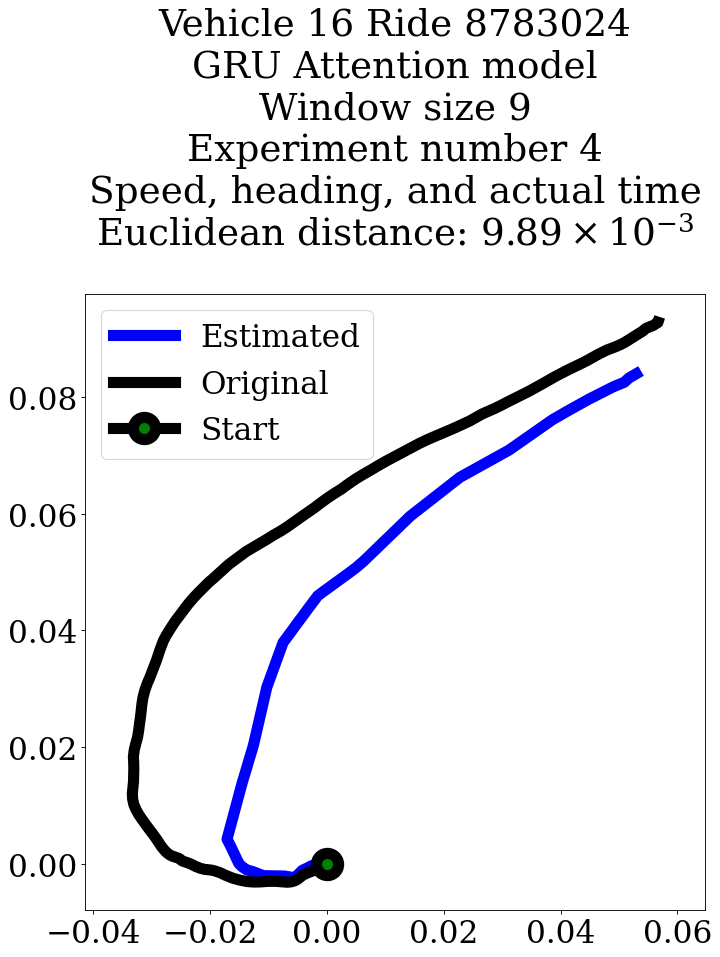 Vehicle 16 Ride 8783024
GRU Attention model
Window size 9
Experiment number 4
Speed, heading, and actual time
Euclidean distance: 9.89 × 10⁻³
Estimated
Original
Start
0.08
0.06
0.04
0.02
0.00
−0.04 −0.02 0.00 0.02 0.04 0.06